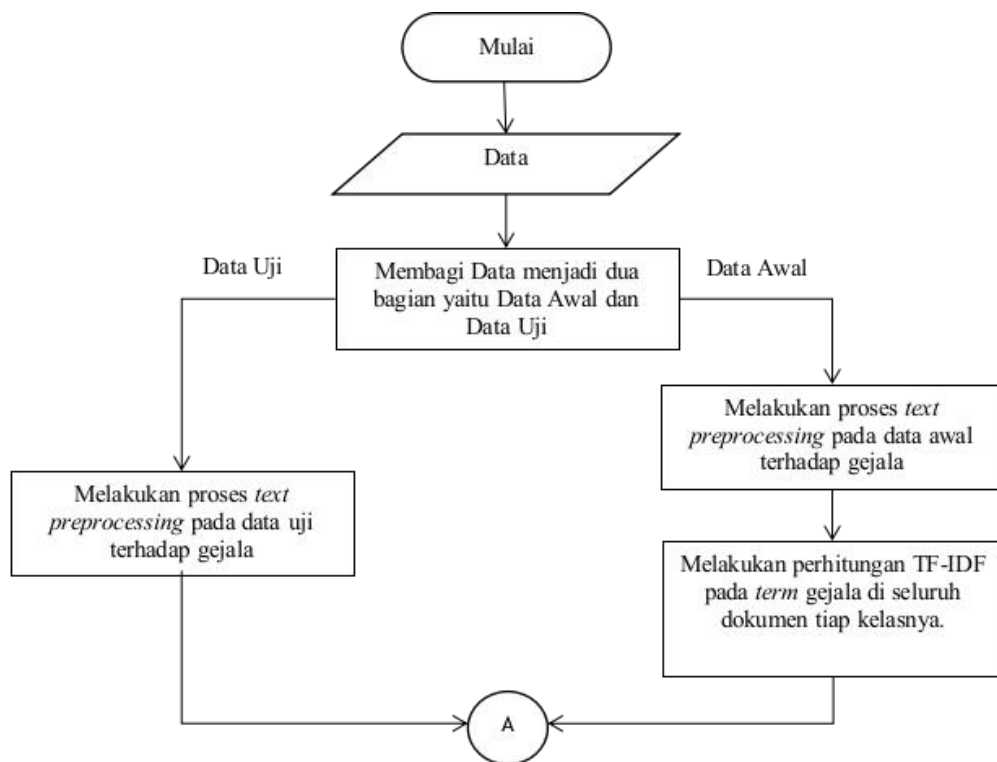 Mulai
Data
Data Uji
Membagi Data menjadi dua
bagian yaitu Data Awal dan
Data Uji
Data Awal
Melakukan proses text
preprocessing pada data awal
terhadap gejala
Melakukan proses text
preprocessing pada data uji
terhadap gejala
Melakukan perhitungan TF-IDF
pada term gejala di seluruh
dokumen tiap kelasnya.
A